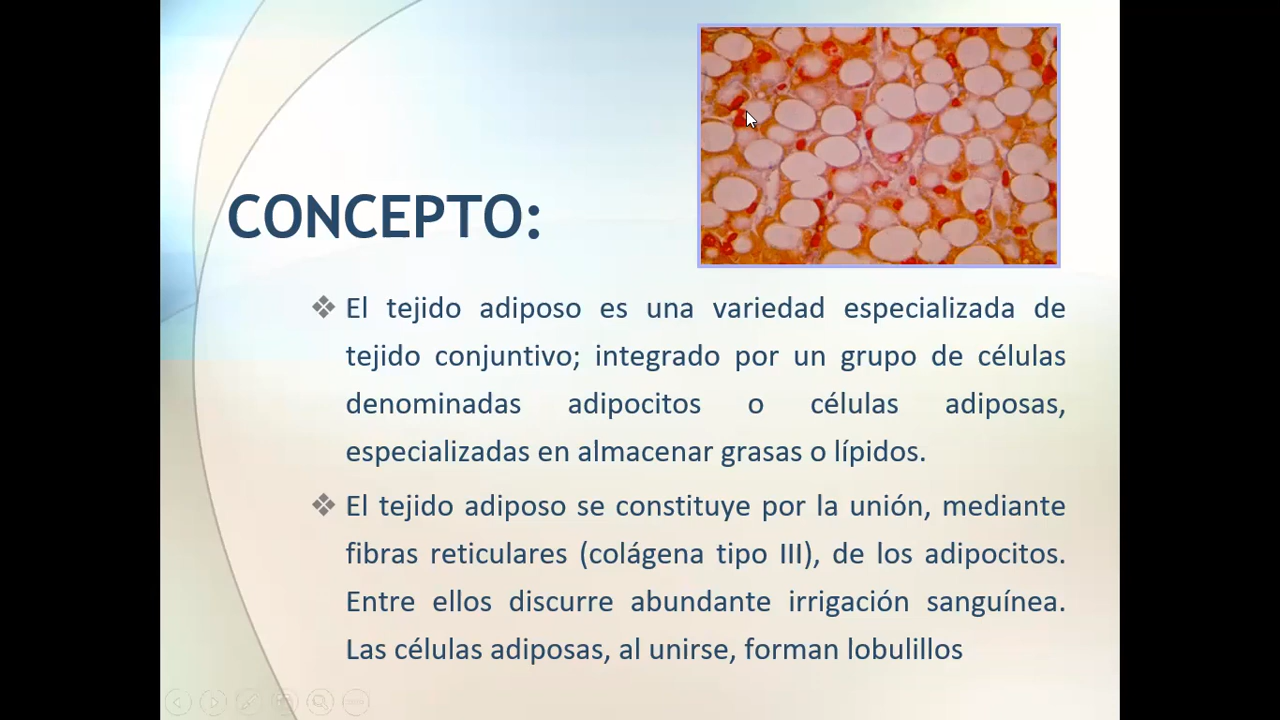 CONCEPTO:
❖ El tejido adiposo es una variedad especializada de
tejido conjuntivo; integrado por un grupo de células
denominadas adipocitos o células adiposas,
especializadas en almacenar grasas o lípidos.
❖ El tejido adiposo se constituye por la unión, mediante
fibras reticulares (colágena tipo III), de los adipocitos.
Entre ellos discurre abundante irrigación sanguínea.
Las células adiposas, al unirse, forman lobulillos